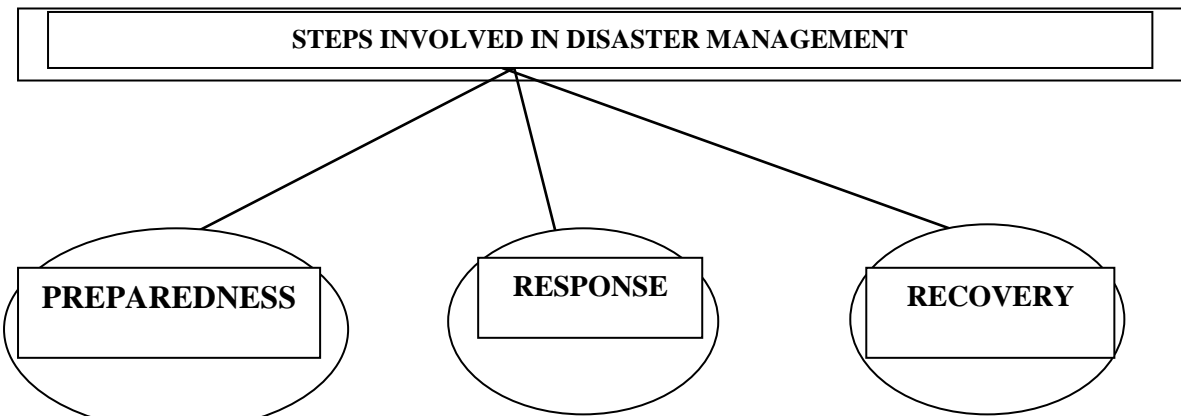 STEPS INVOLVED IN DISASTER MANAGEMENT
PREPAREDNESS
RESPONSE
RECOVERY